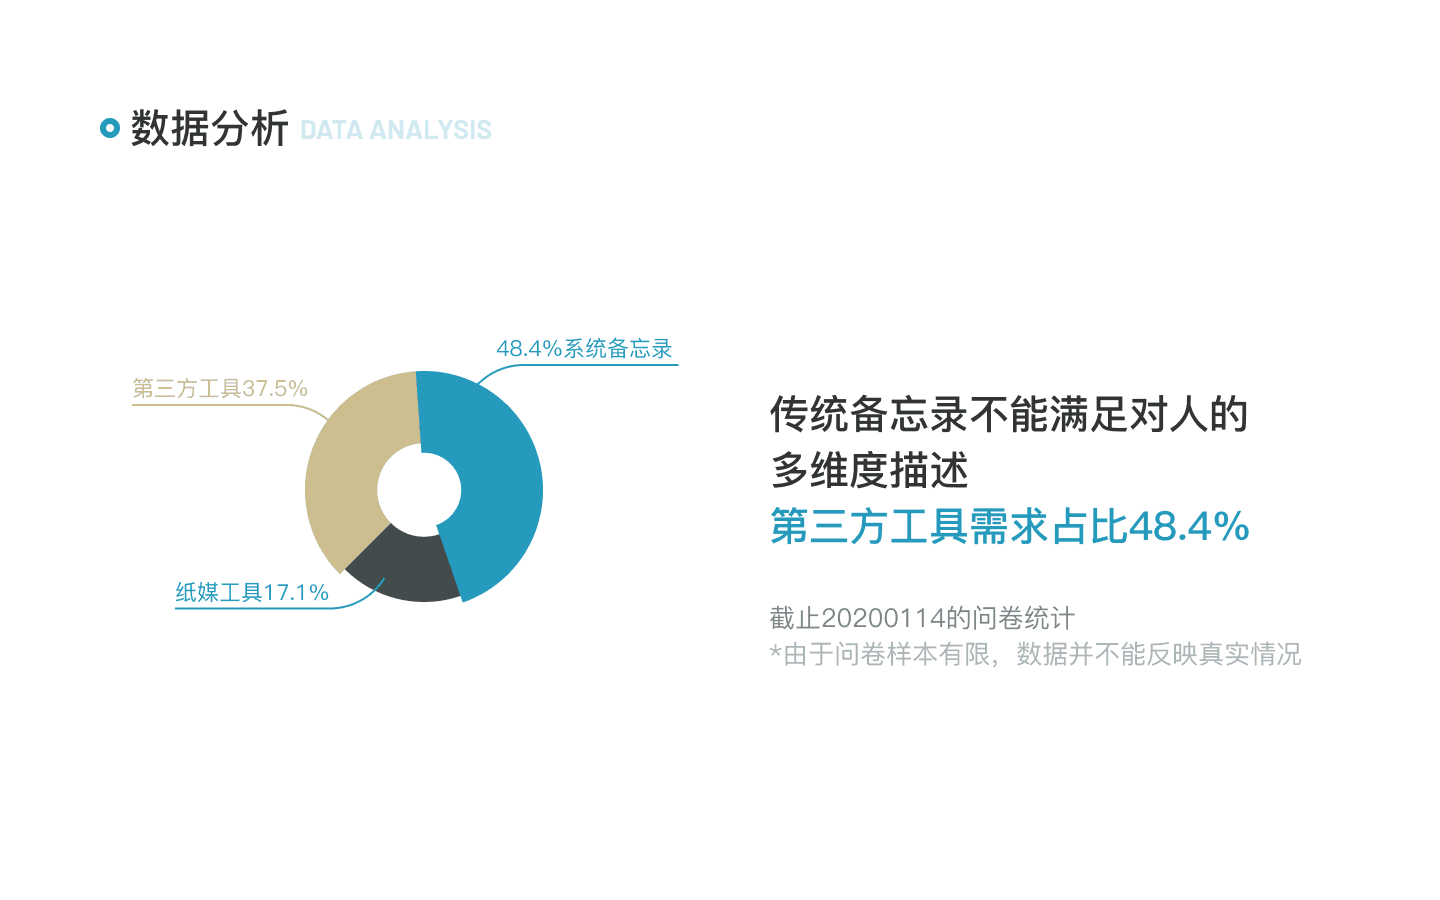 数据分析 DATA ANALYSIS
48.4%系统备忘录
第三方工具37.5%
纸媒工具17.1%
传统备忘录不能满足对人的
多维度描述
第三方工具需求占比48.4%
截止20200114的问卷统计
*由于问卷样本有限，数据并不能反映真实情况